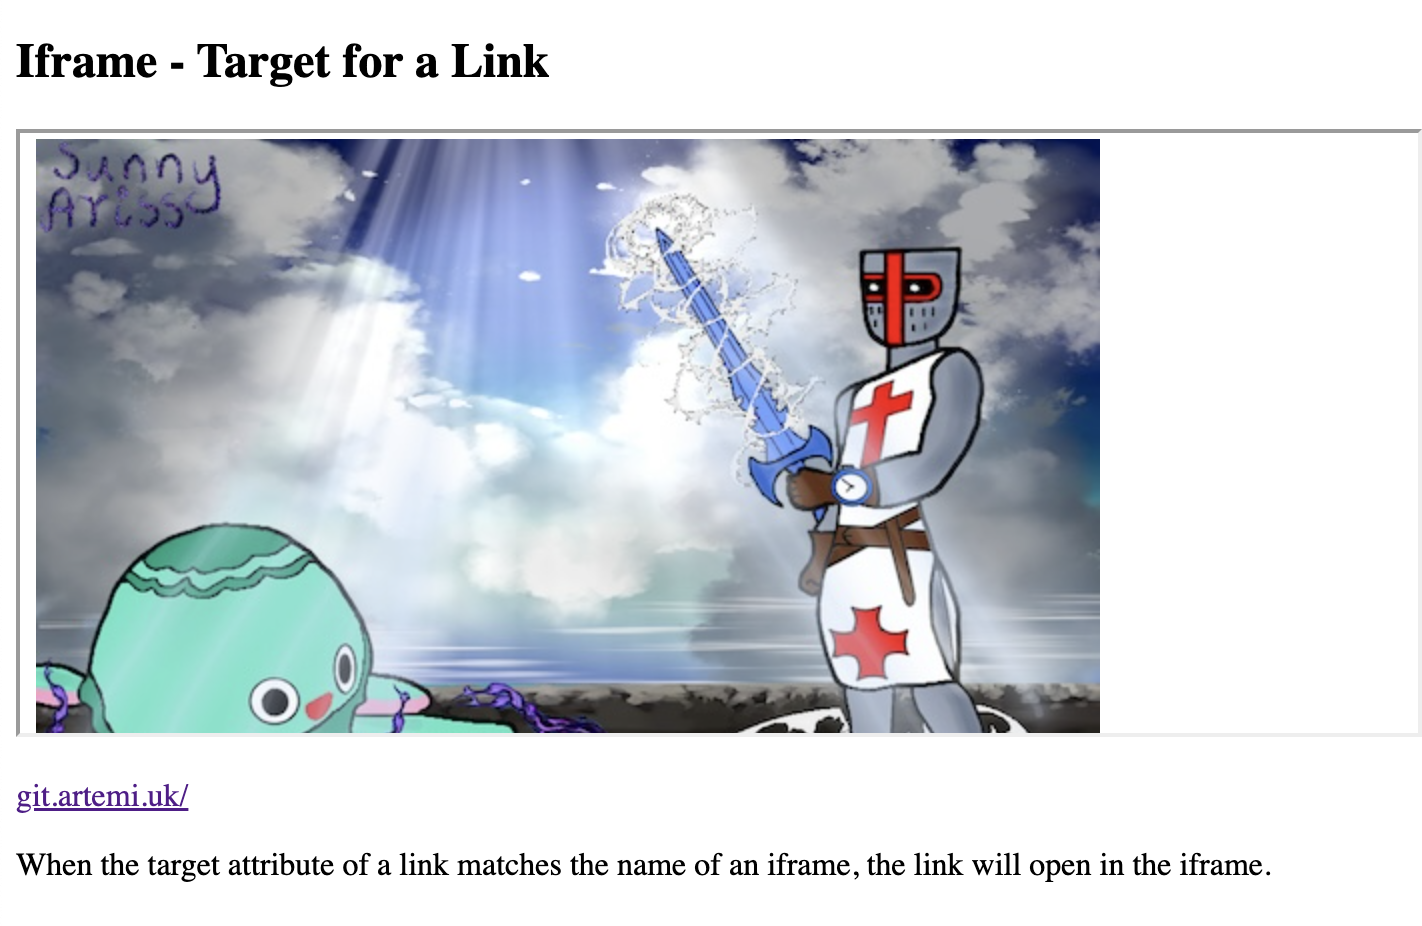 Iframe - Target for a Link
Sunny
Arissa
git.artemi.uk/
When the target attribute of a link matches the name of an iframe, the link will open in the iframe.